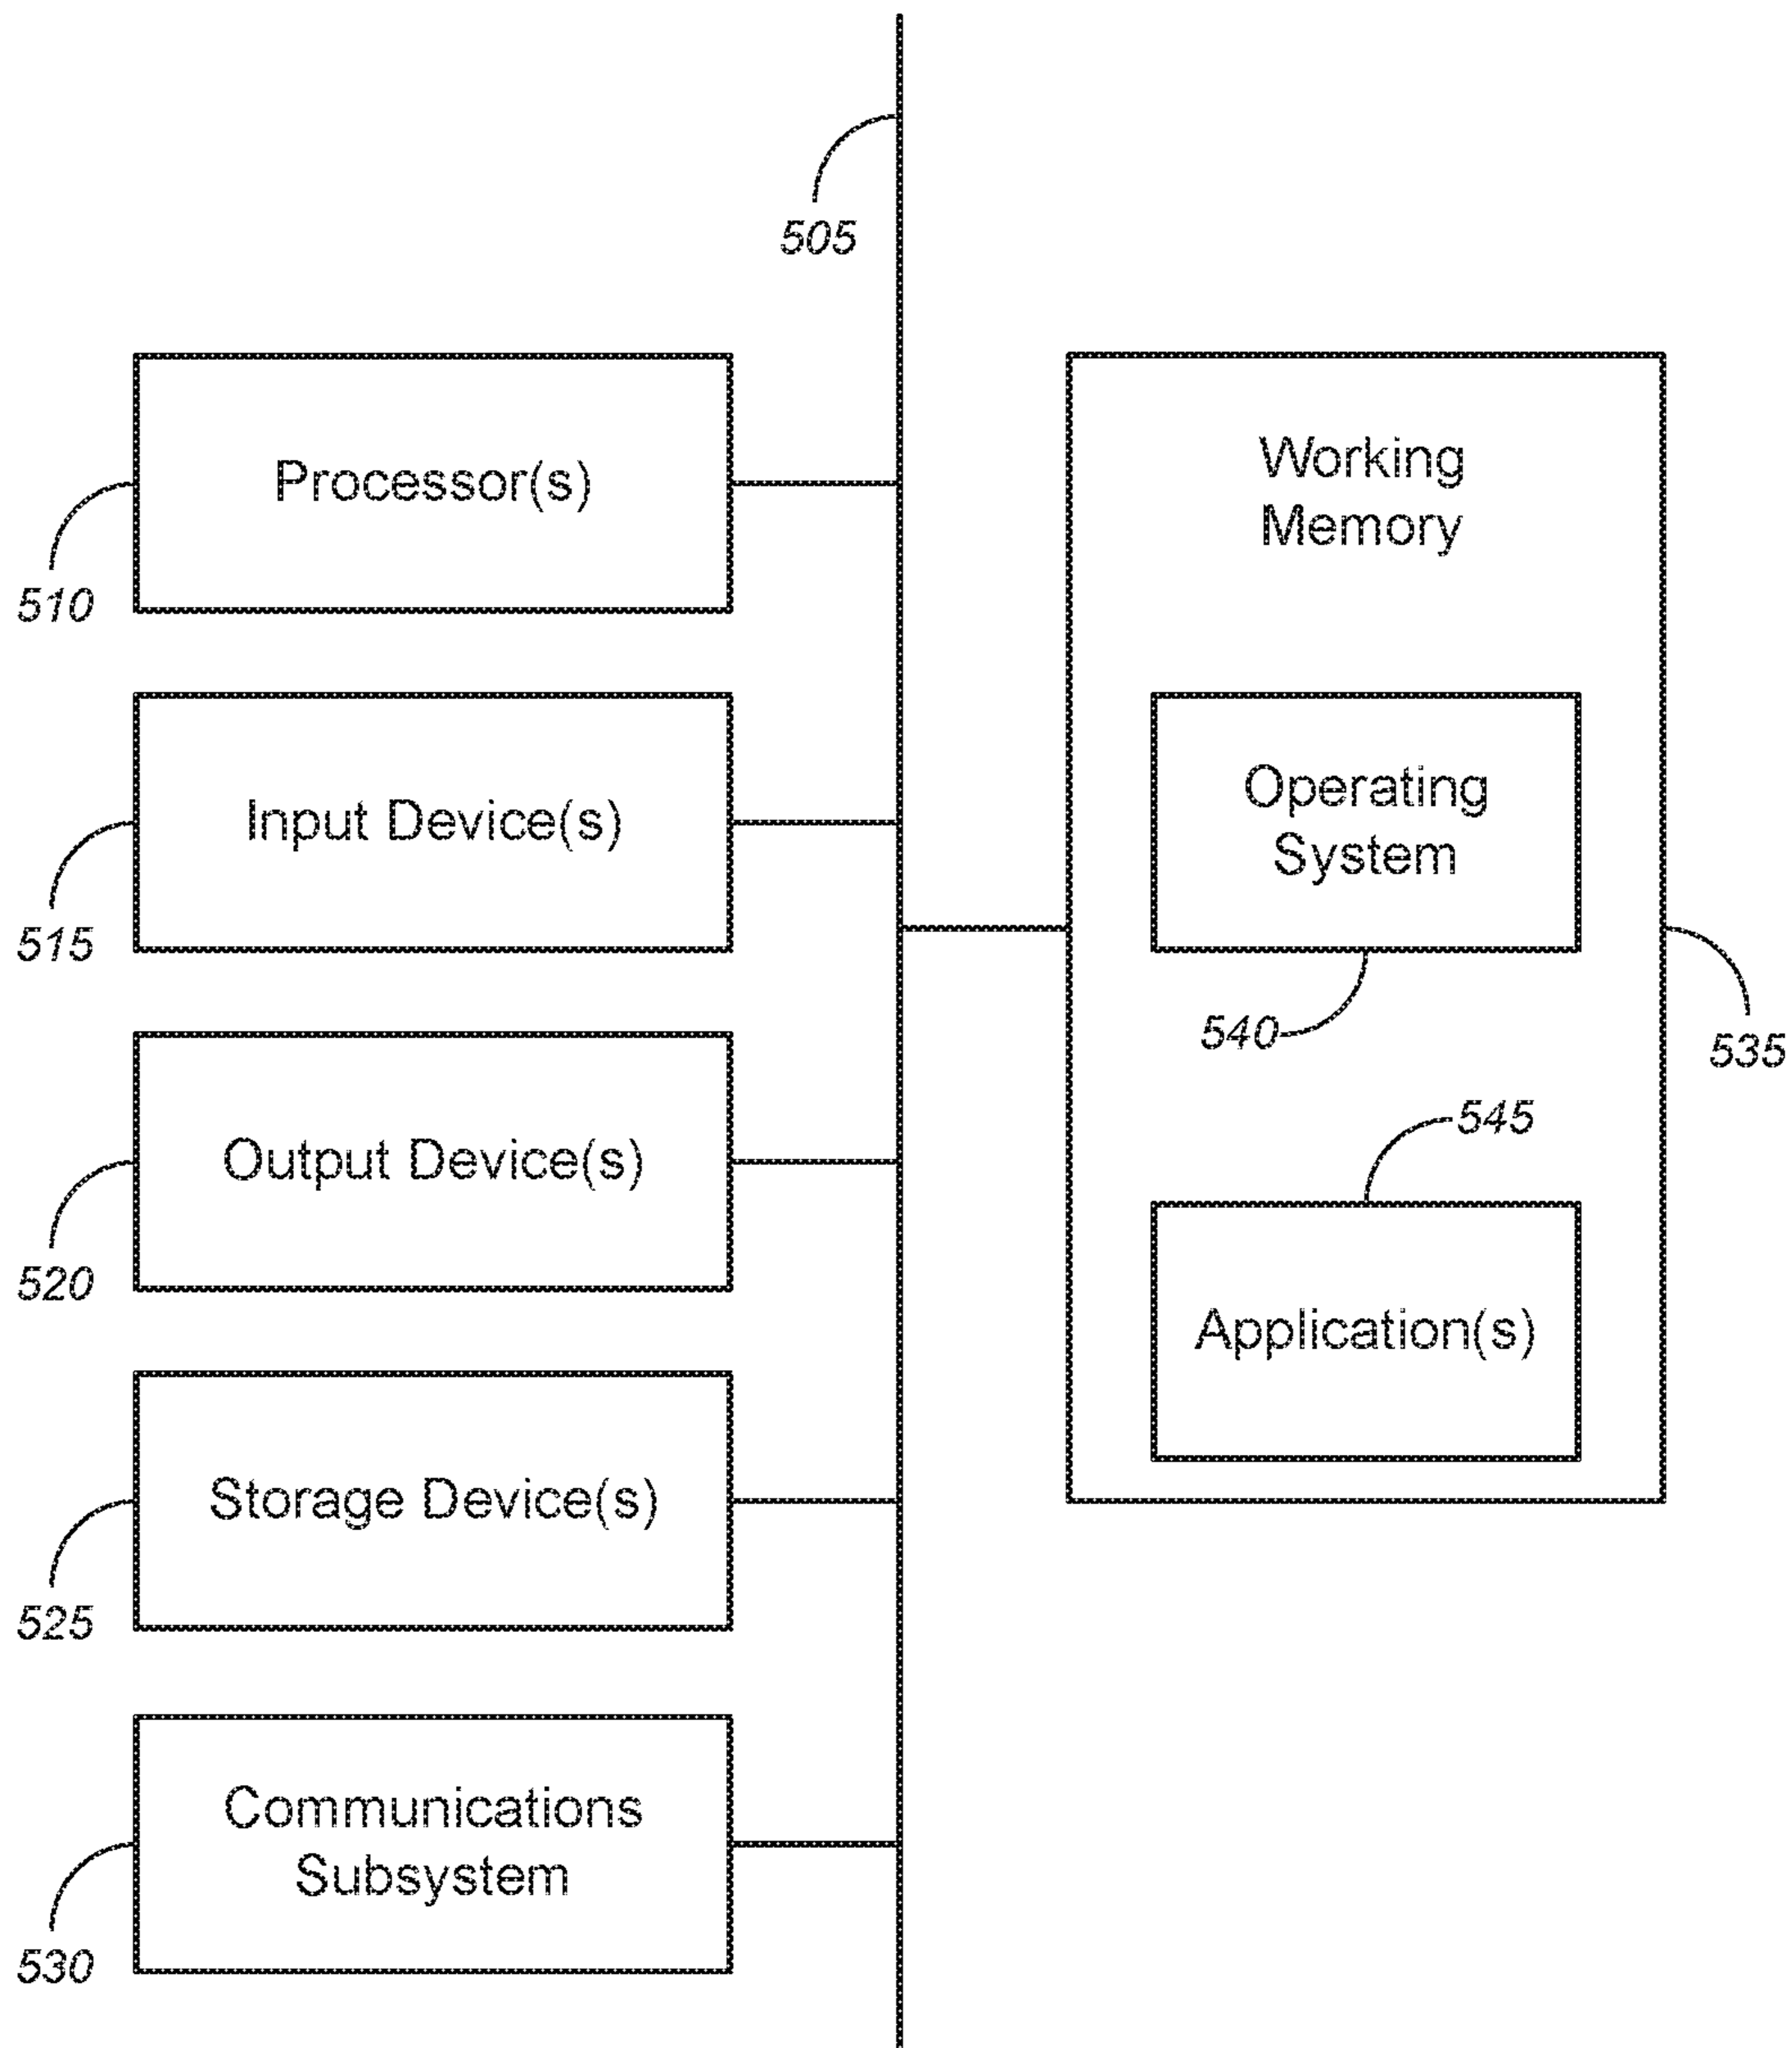 505
Processor(s)
510
Input Device(s)
515
Output Device(s)
520
Storage Device(s)
525
Communications
Subsystem
530
Working
Memory
Operating
System
540
535
545
Application(s)